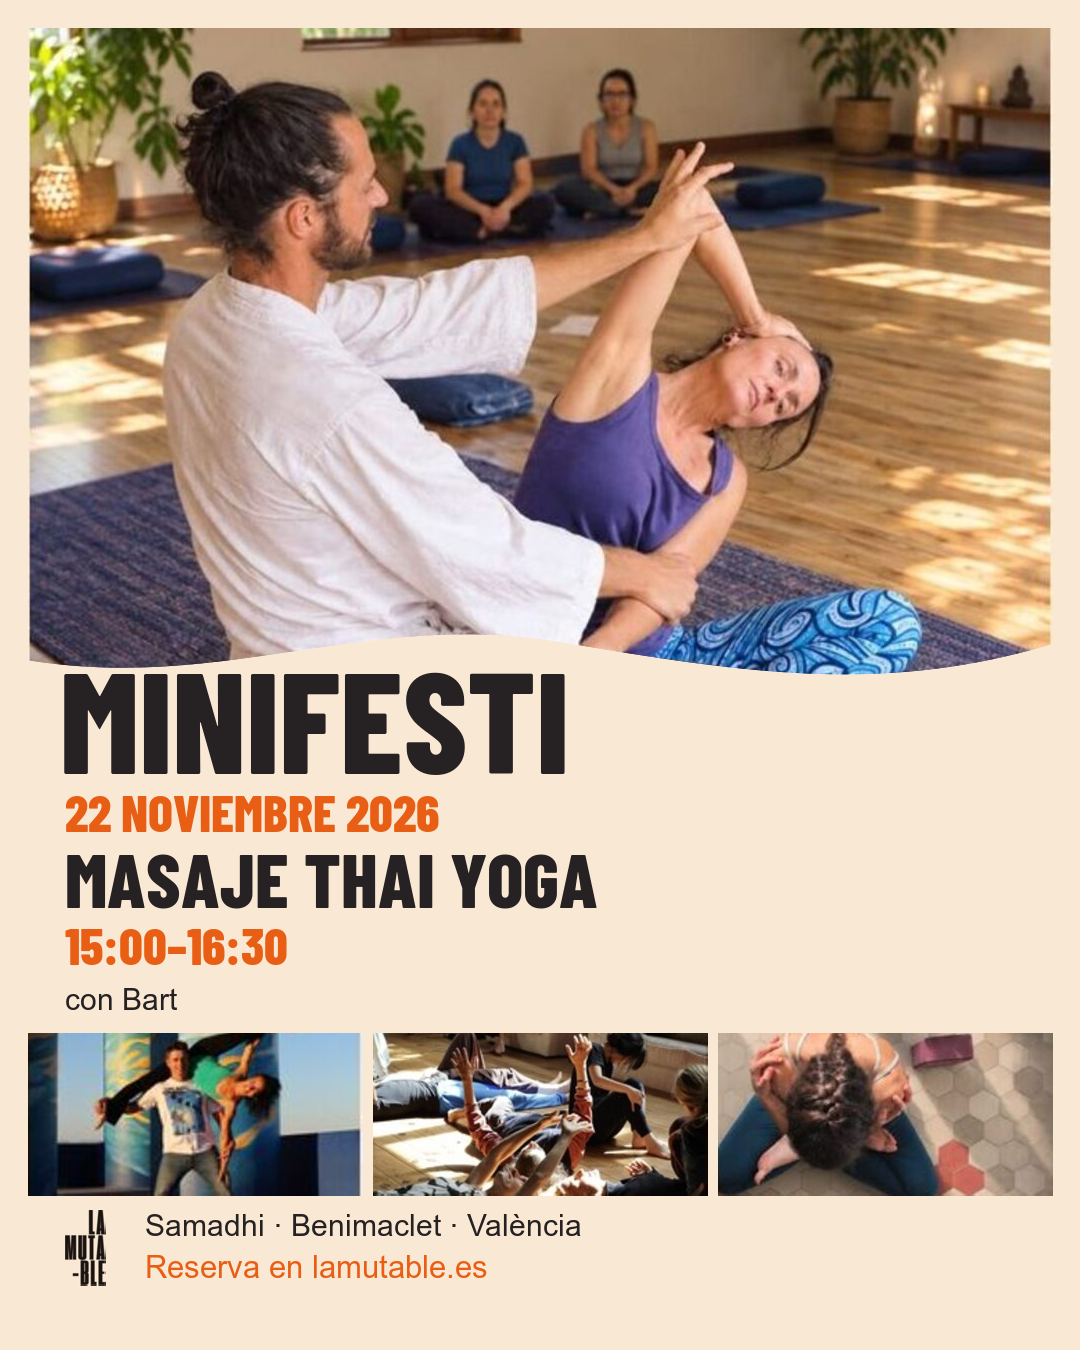 MINIFESTI
22 NOVIEMBRE 2026
MASAJE THAI YOGA
15:00–16:30
con Bart
LA
MUTA
-BLE
Samadhi · Benimaclet · València
Reserva en lamutable.es